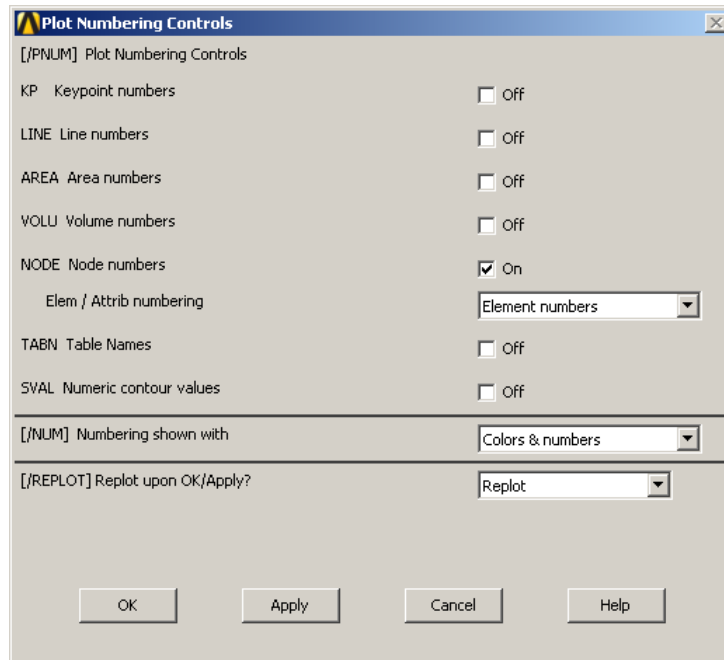 Plot Numbering Controls
[/PNUM] Plot Numbering Controls
KP Keypoint numbers Off
LINE Line numbers Off
AREA Area numbers Off
VOLU Volume numbers Off
NODE Node numbers On
Elem / Attrib numbering Element numbers
TABN Table Names Off
SVAL Numeric contour values Off
[/NUM] Numbering shown with Colors & numbers
[/REPLOT] Replot upon OK/Apply? Replot
OK Apply Cancel Help